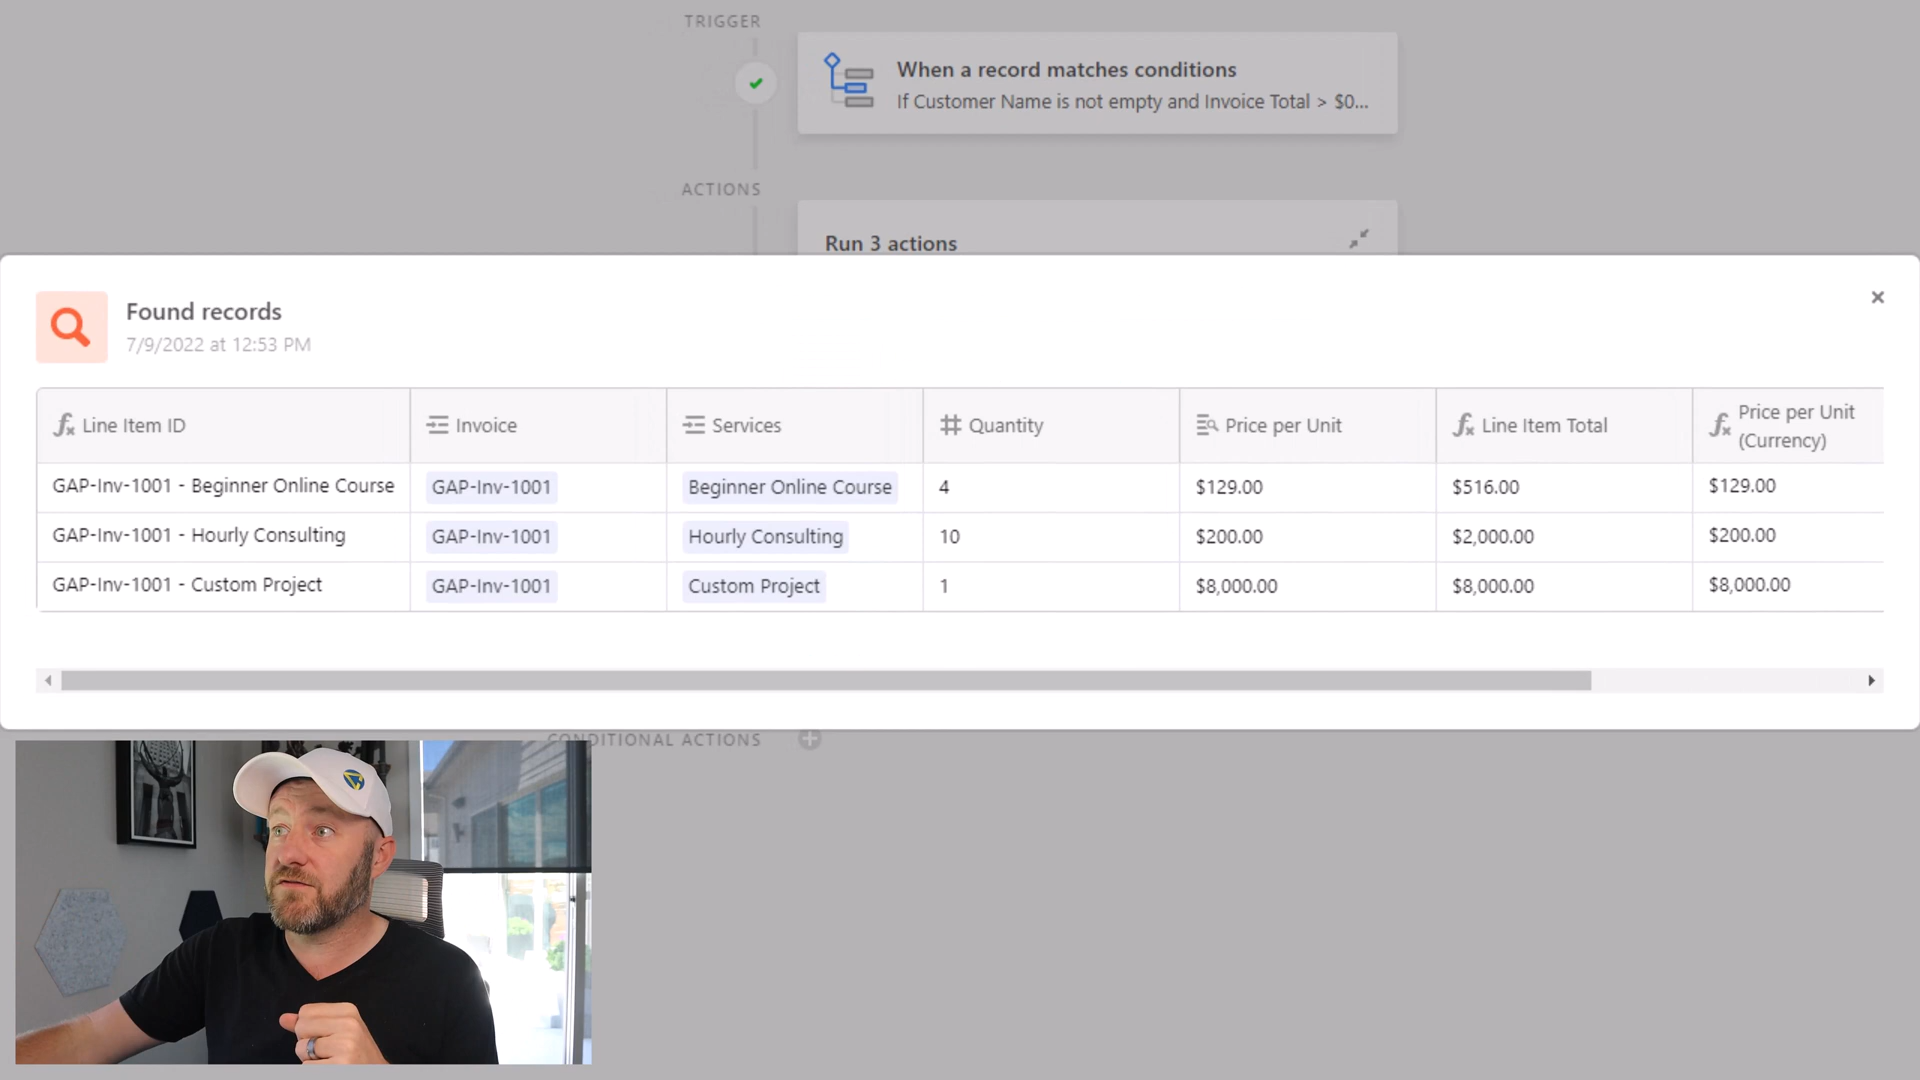 TRIGGER
When a record matches conditions
If Customer Name is not empty and Invoice Total > $0...
ACTIONS
Run 3 actions
Found records
7/9/2022 at 12:53 PM
Line Item ID Invoice Services Quantity Price per Unit Line Item Total Price per Unit (Currency)
GAP-Inv-1001 - Beginner Online Course GAP-Inv-1001 Beginner Online Course 4 $129.00 $516.00 $129.00
GAP-Inv-1001 - Hourly Consulting GAP-Inv-1001 Hourly Consulting 10 $200.00 $2,000.00 $200.00
GAP-Inv-1001 - Custom Project GAP-Inv-1001 Custom Project 1 $8,000.00 $8,000.00 $8,000.00
CONDITIONAL ACTIONS